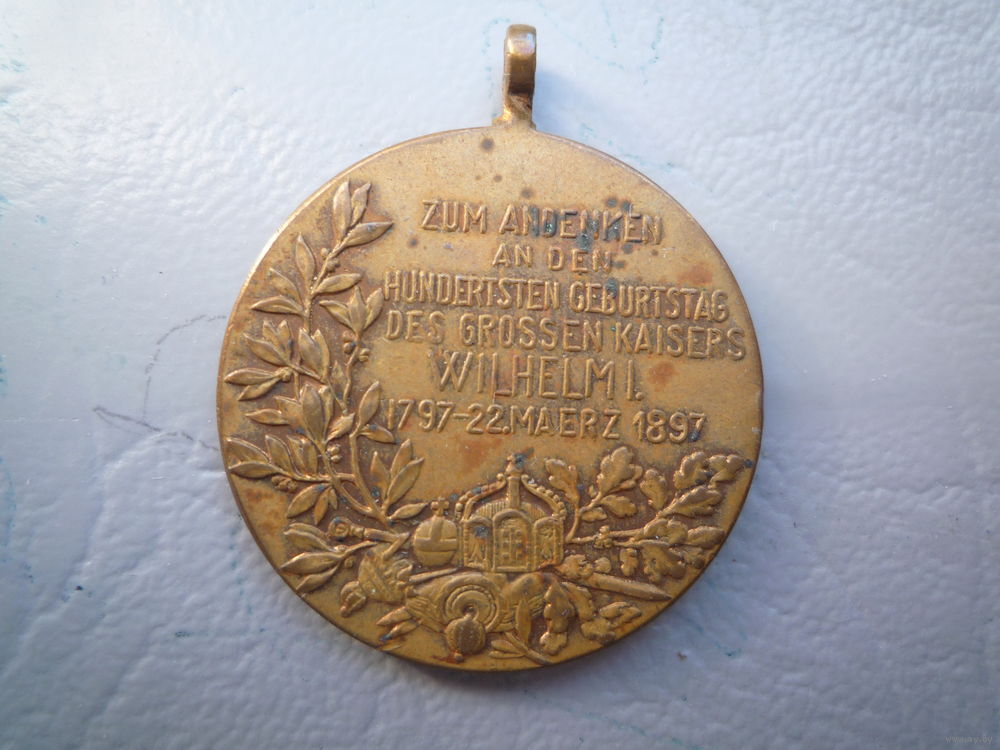 ZUM ANDENKEN
AN DEN
HUNDERTSTEN GEBURTSTAG
DES GROSSEN KAISERS
WILHELM I.
1797-22.MAERZ 1897